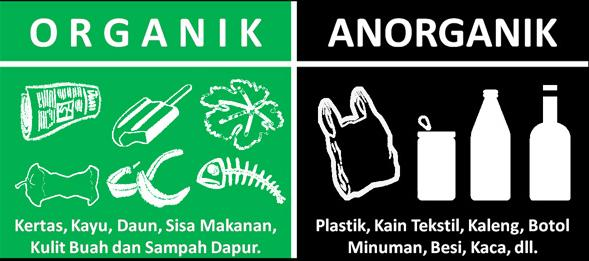 ORGANIK
ANORGANIK
Kertas, Kayu, Daun, Sisa Makanan,
Kulit Buah dan Sampah Dapur.
Plastik, Kain Tekstil, Kaleng, Botol
Minuman, Besi, Kaca, dll.